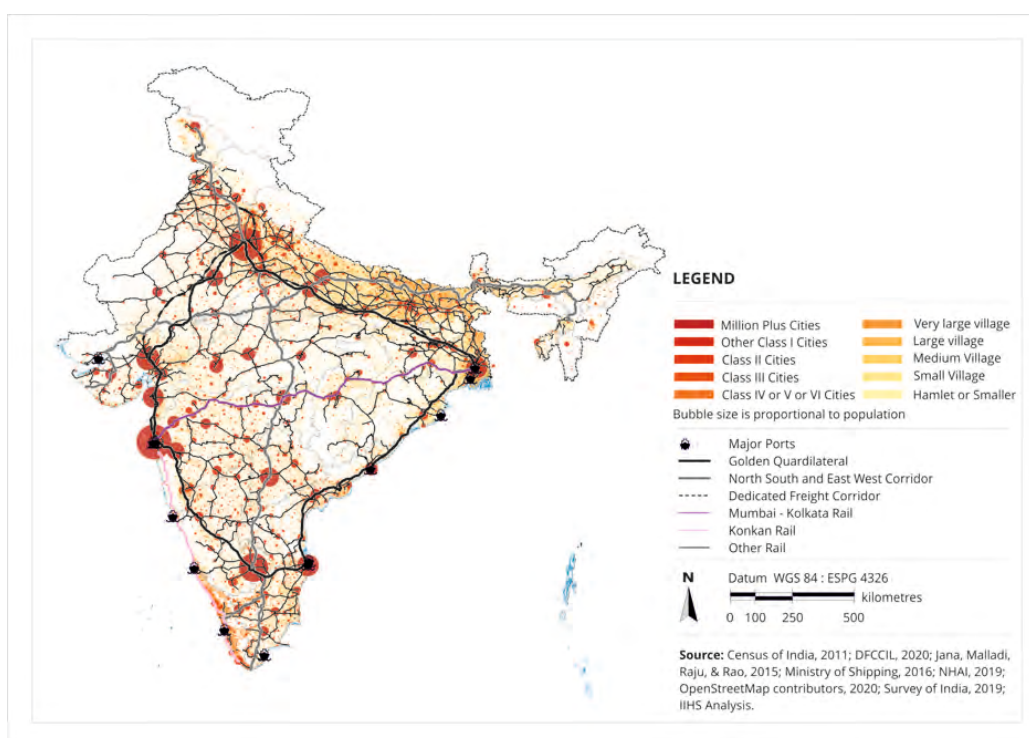 LEGEND
Million Plus Cities
Other Class I Cities
Class II Cities
Class III Cities
Class IV or V or VI Cities
Very large village
Large village
Medium Village
Small Village
Hamlet or Smaller
Bubble size is proportional to population
Major Ports
Golden Quardilateral
North South and East West Corridor
Dedicated Freight Corridor
Mumbai - Kolkata Rail
Konkan Rail
Other Rail
N
Datum WGS 84 : ESPG 4326
kilometres
0 100 250 500
Source: Census of India, 2011; DFCCIL, 2020; Jana, Malladi,
Raju, & Rao, 2015; Ministry of Shipping, 2016; NHAI, 2019;
OpenStreetMap contributors, 2020; Survey of India, 2019;
IIHS Analysis.